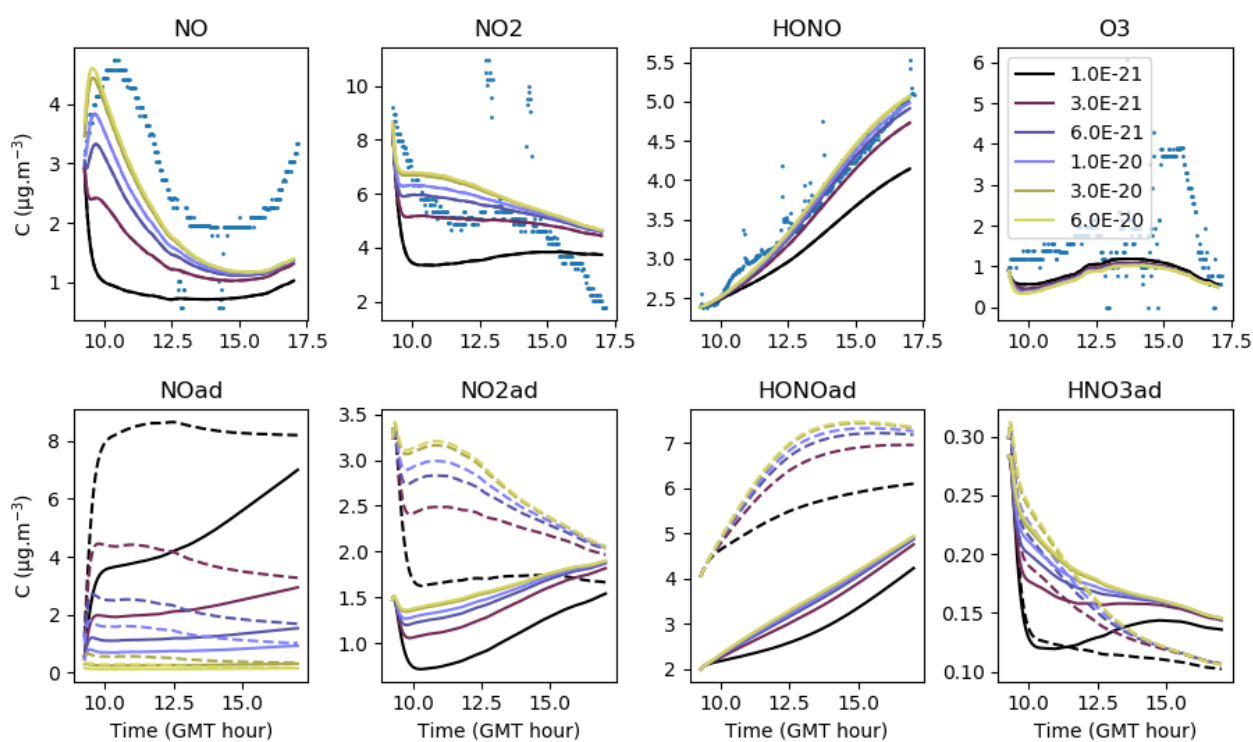 NO NO2 HONO O3
C (μg.m⁻³)
4
3
2
1
10.0 12.5 15.0 17.5
10
8
6
4
2
10.0 12.5 15.0 17.5
5.5
5.0
4.5
4.0
3.5
3.0
2.5
10.0 12.5 15.0 17.5
6
5
4
3
2
1
0
10.0 12.5 15.0 17.5
1.0E-21
3.0E-21
6.0E-21
1.0E-20
3.0E-20
6.0E-20
NOad NO2ad HONOad HNO3ad
C (μg.m⁻³)
8
6
4
2
0
10.0 12.5 15.0
Time (GMT hour)
3.5
3.0
2.5
2.0
1.5
1.0
10.0 12.5 15.0
Time (GMT hour)
7
6
5
4
3
2
10.0 12.5 15.0
Time (GMT hour)
0.30
0.25
0.20
0.15
0.10
10.0 12.5 15.0
Time (GMT hour)